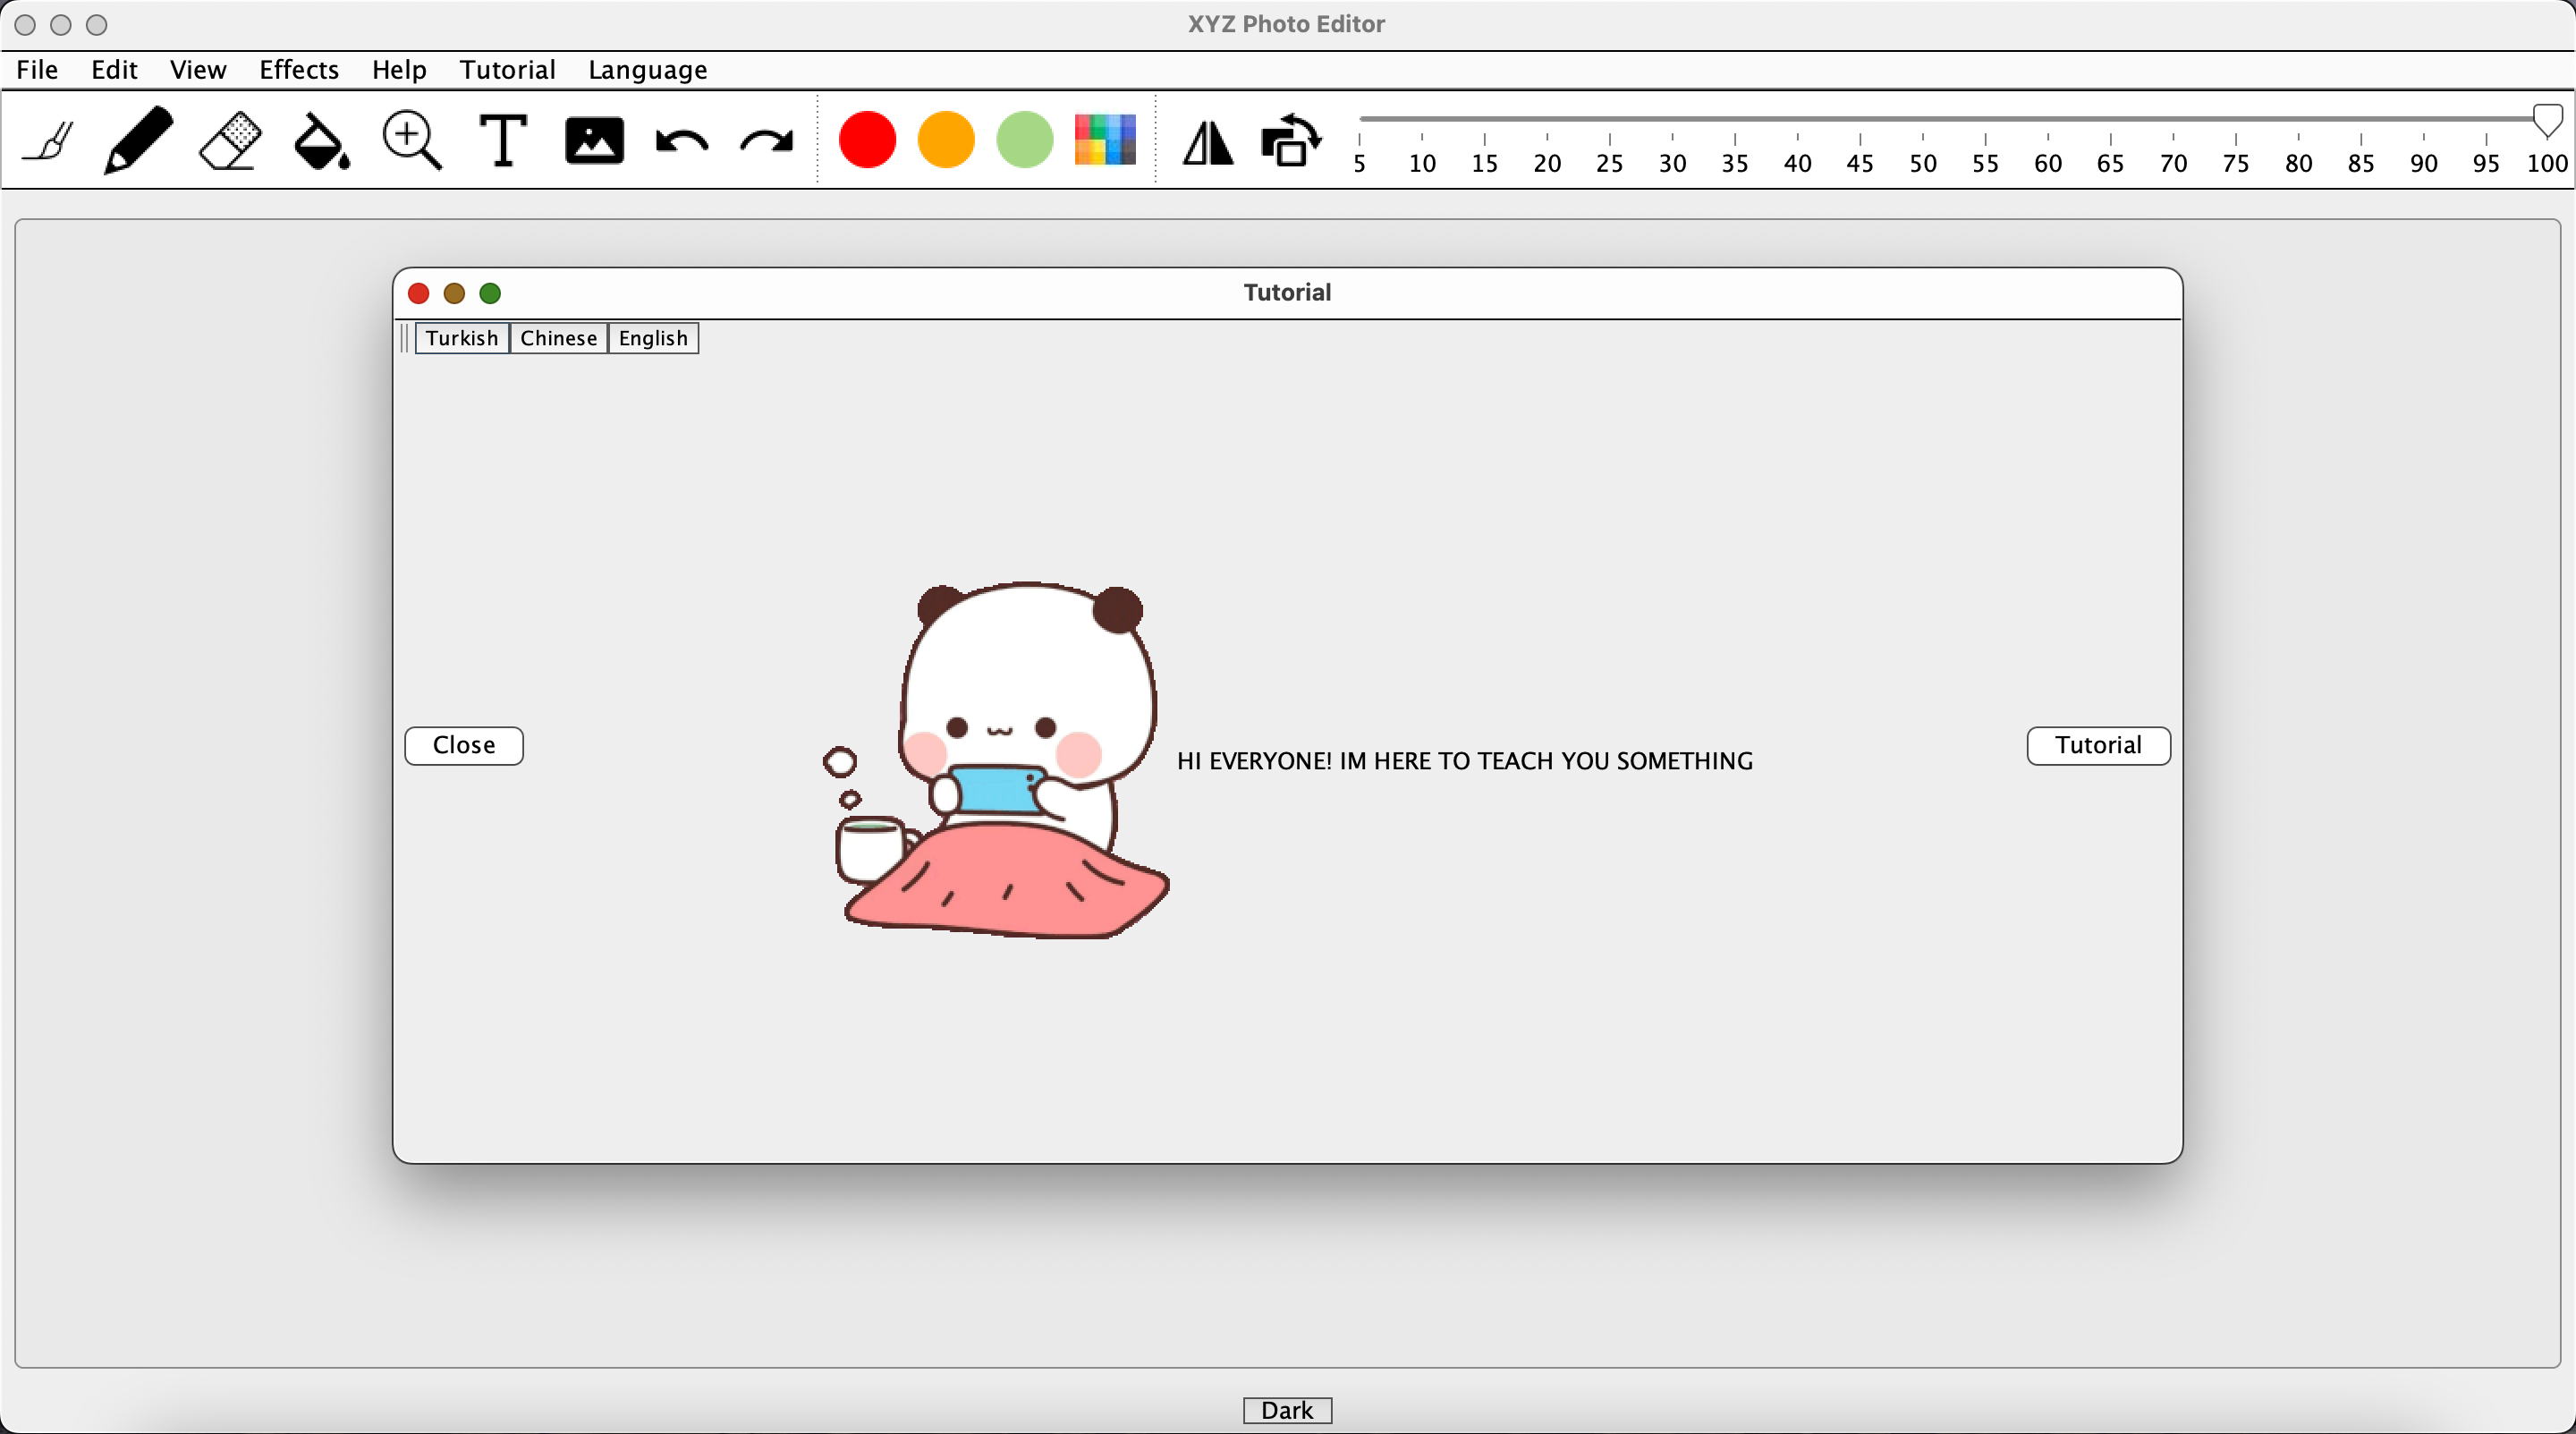 XYZ Photo Editor
File Edit View Effects Help Tutorial Language
T
5 10 15 20 25 30 35 40 45 50 55 60 65 70 75 80 85 90 95 100
Tutorial
Turkish Chinese English
Close
HI EVERYONE! IM HERE TO TEACH YOU SOMETHING
Tutorial
Dark